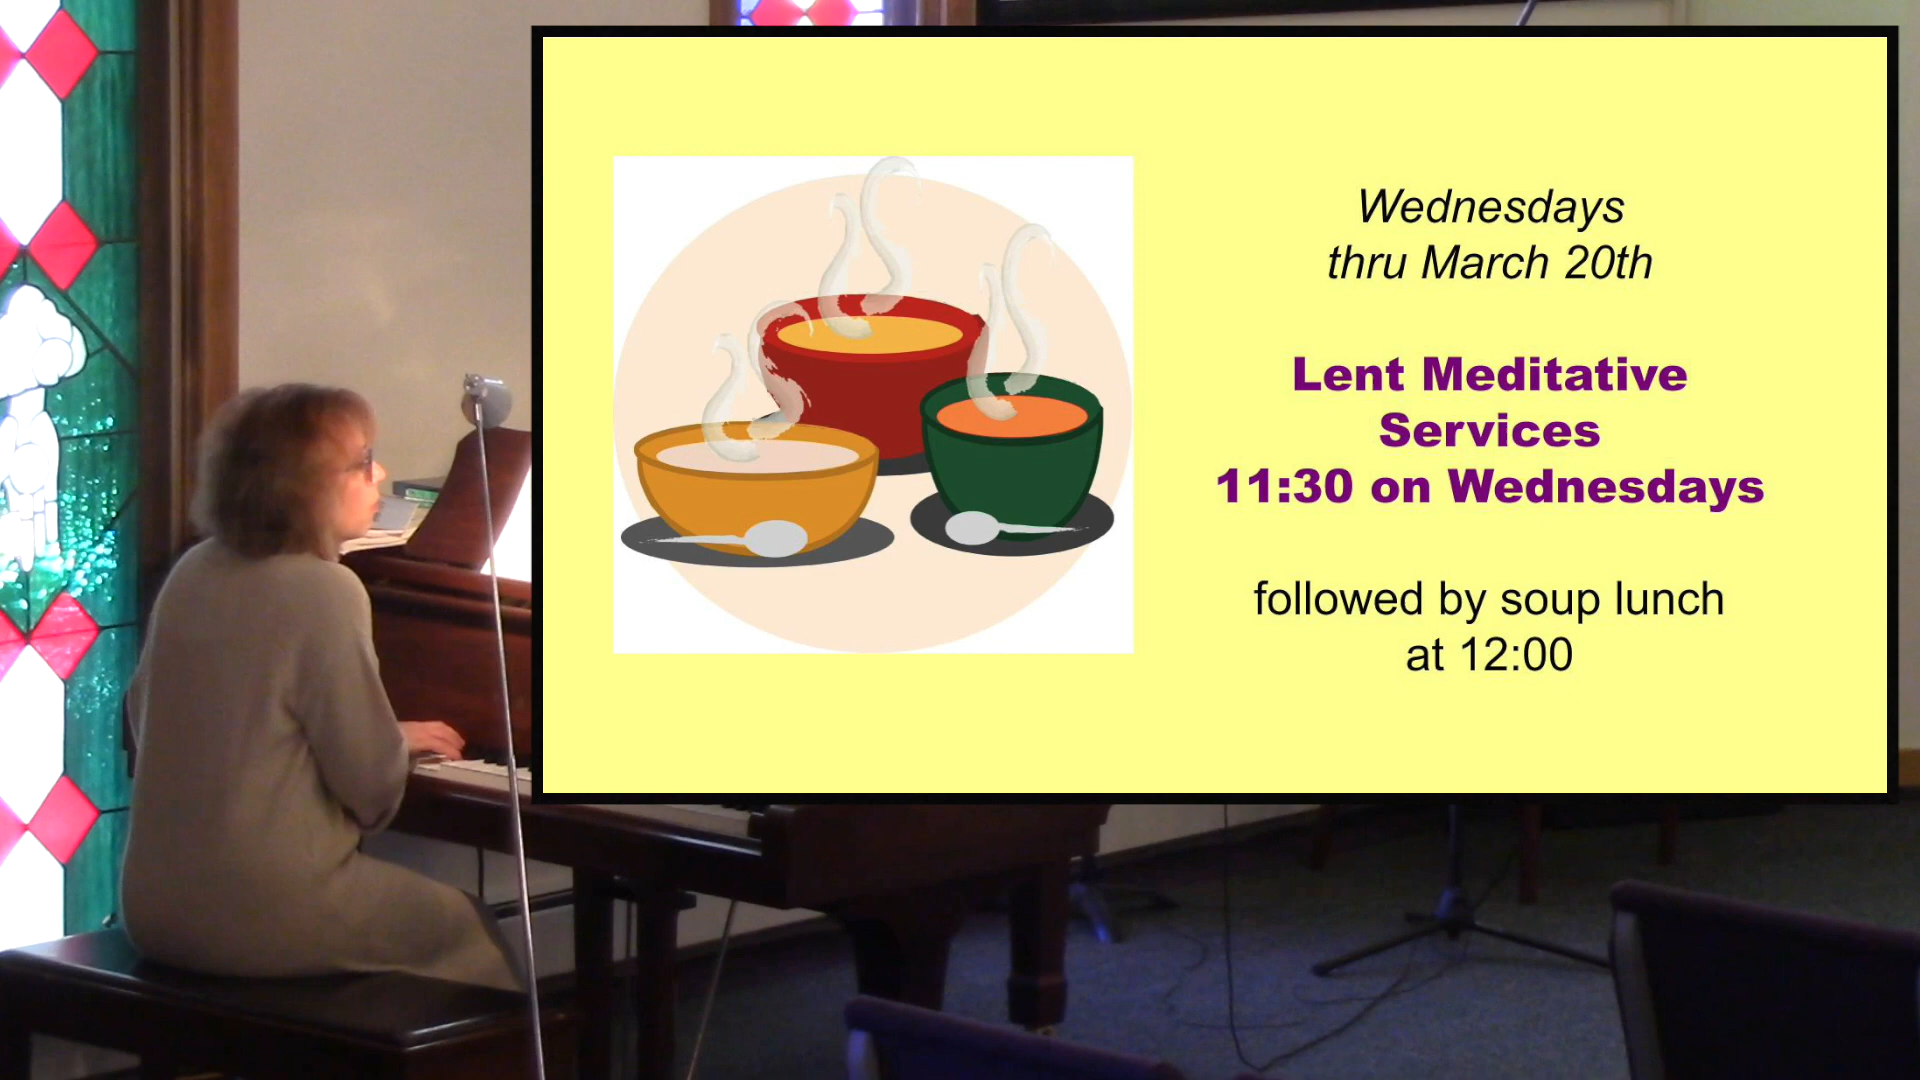 Wednesdays
thru March 20th
Lent Meditative
Services
11:30 on Wednesdays
followed by soup lunch
at 12:00